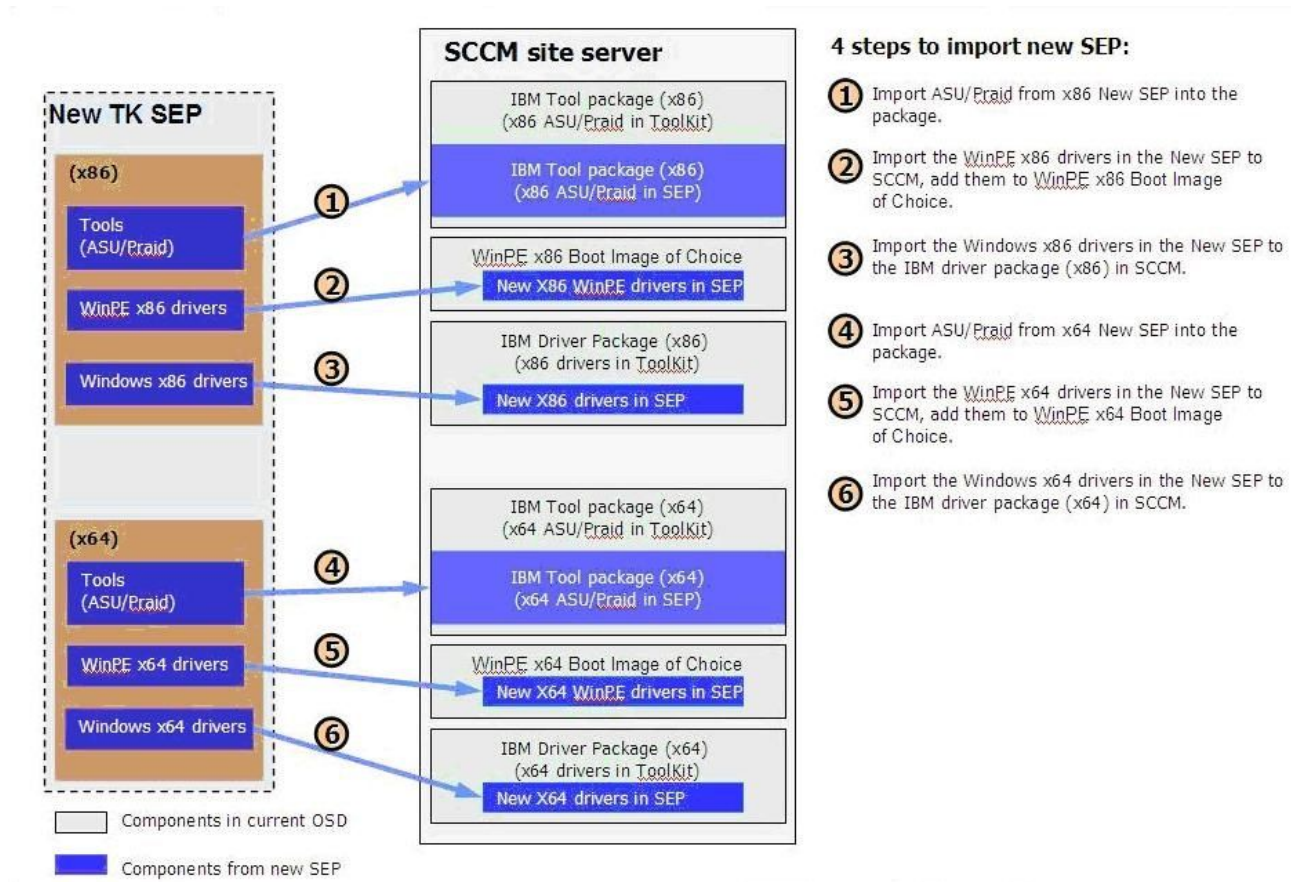 New TK SEP
(x86)
Tools
(ASU/Praid)
WinPE x86 drivers
Windows x86 drivers
(x64)
Tools
(ASU/Praid)
WinPE x64 drivers
Windows x64 drivers
Components in current OSD
Components from new SEP
1
2
3
4
5
6
SCCM site server
IBM Tool package (x86)
(x86 ASU/Praid in ToolKit)
IBM Tool package (x86)
(x86 ASU/Praid in SEP)
WinPE x86 Boot Image of Choice
New X86 WinPE drivers in SEP
IBM Driver Package (x86)
(x86 drivers in ToolKit)
New X86 drivers in SEP
IBM Tool package (x64)
(x64 ASU/Praid in ToolKit)
IBM Tool package (x64)
(x64 ASU/Praid in SEP)
WinPE x64 Boot Image of Choice
New X64 WinPE drivers in SEP
IBM Driver Package (x64)
(x64 drivers in ToolKit)
New X64 drivers in SEP
4 steps to import new SEP:
1 Import ASU/Praid from x86 New SEP into the
package.
2 Import the WinPE x86 drivers in the New SEP to
SCCM, add them to WinPE x86 Boot Image
of Choice.
3 Import the Windows x86 drivers in the New SEP to
the IBM driver package (x86) in SCCM.
4 Import ASU/Praid from x64 New SEP into the
package.
5 Import the WinPE x64 drivers in the New SEP to
SCCM, add them to WinPE x64 Boot Image
of Choice.
6 Import the Windows x64 drivers in the New SEP to
the IBM driver package (x64) in SCCM.